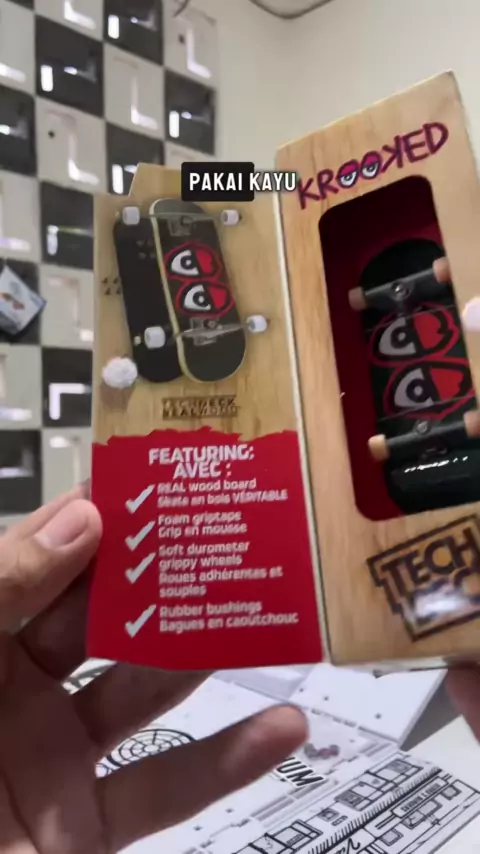 PAKAI KAYU
KROOKED
FEATURING:
AVEC :
REAL wood board
Skate en bois VÉRITABLE
Foam griptape
Grip en mousse
Soft durometer
grippy wheels
Roues adhérentes et
souples
Rubber bushings
Bagues en caoutchouc
TECH